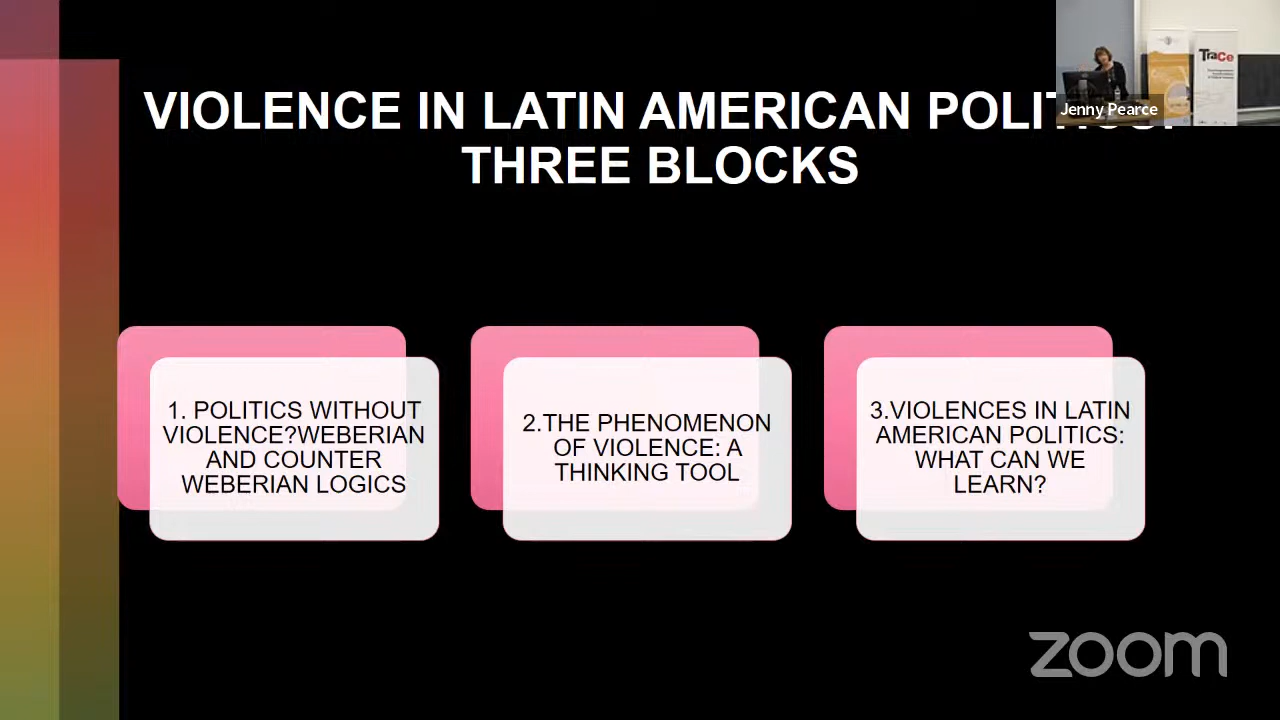 VIOLENCE IN LATIN AMERICAN
THREE BLOCKS
Jenny Pearce
TraCe
1. POLITICS WITHOUT
VIOLENCE?WEBERIAN
AND COUNTER
WEBERIAN LOGICS
2.THE PHENOMENON
OF VIOLENCE: A
THINKING TOOL
3.VIOLENCES IN LATIN
AMERICAN POLITICS:
WHAT CAN WE
LEARN?
zoom